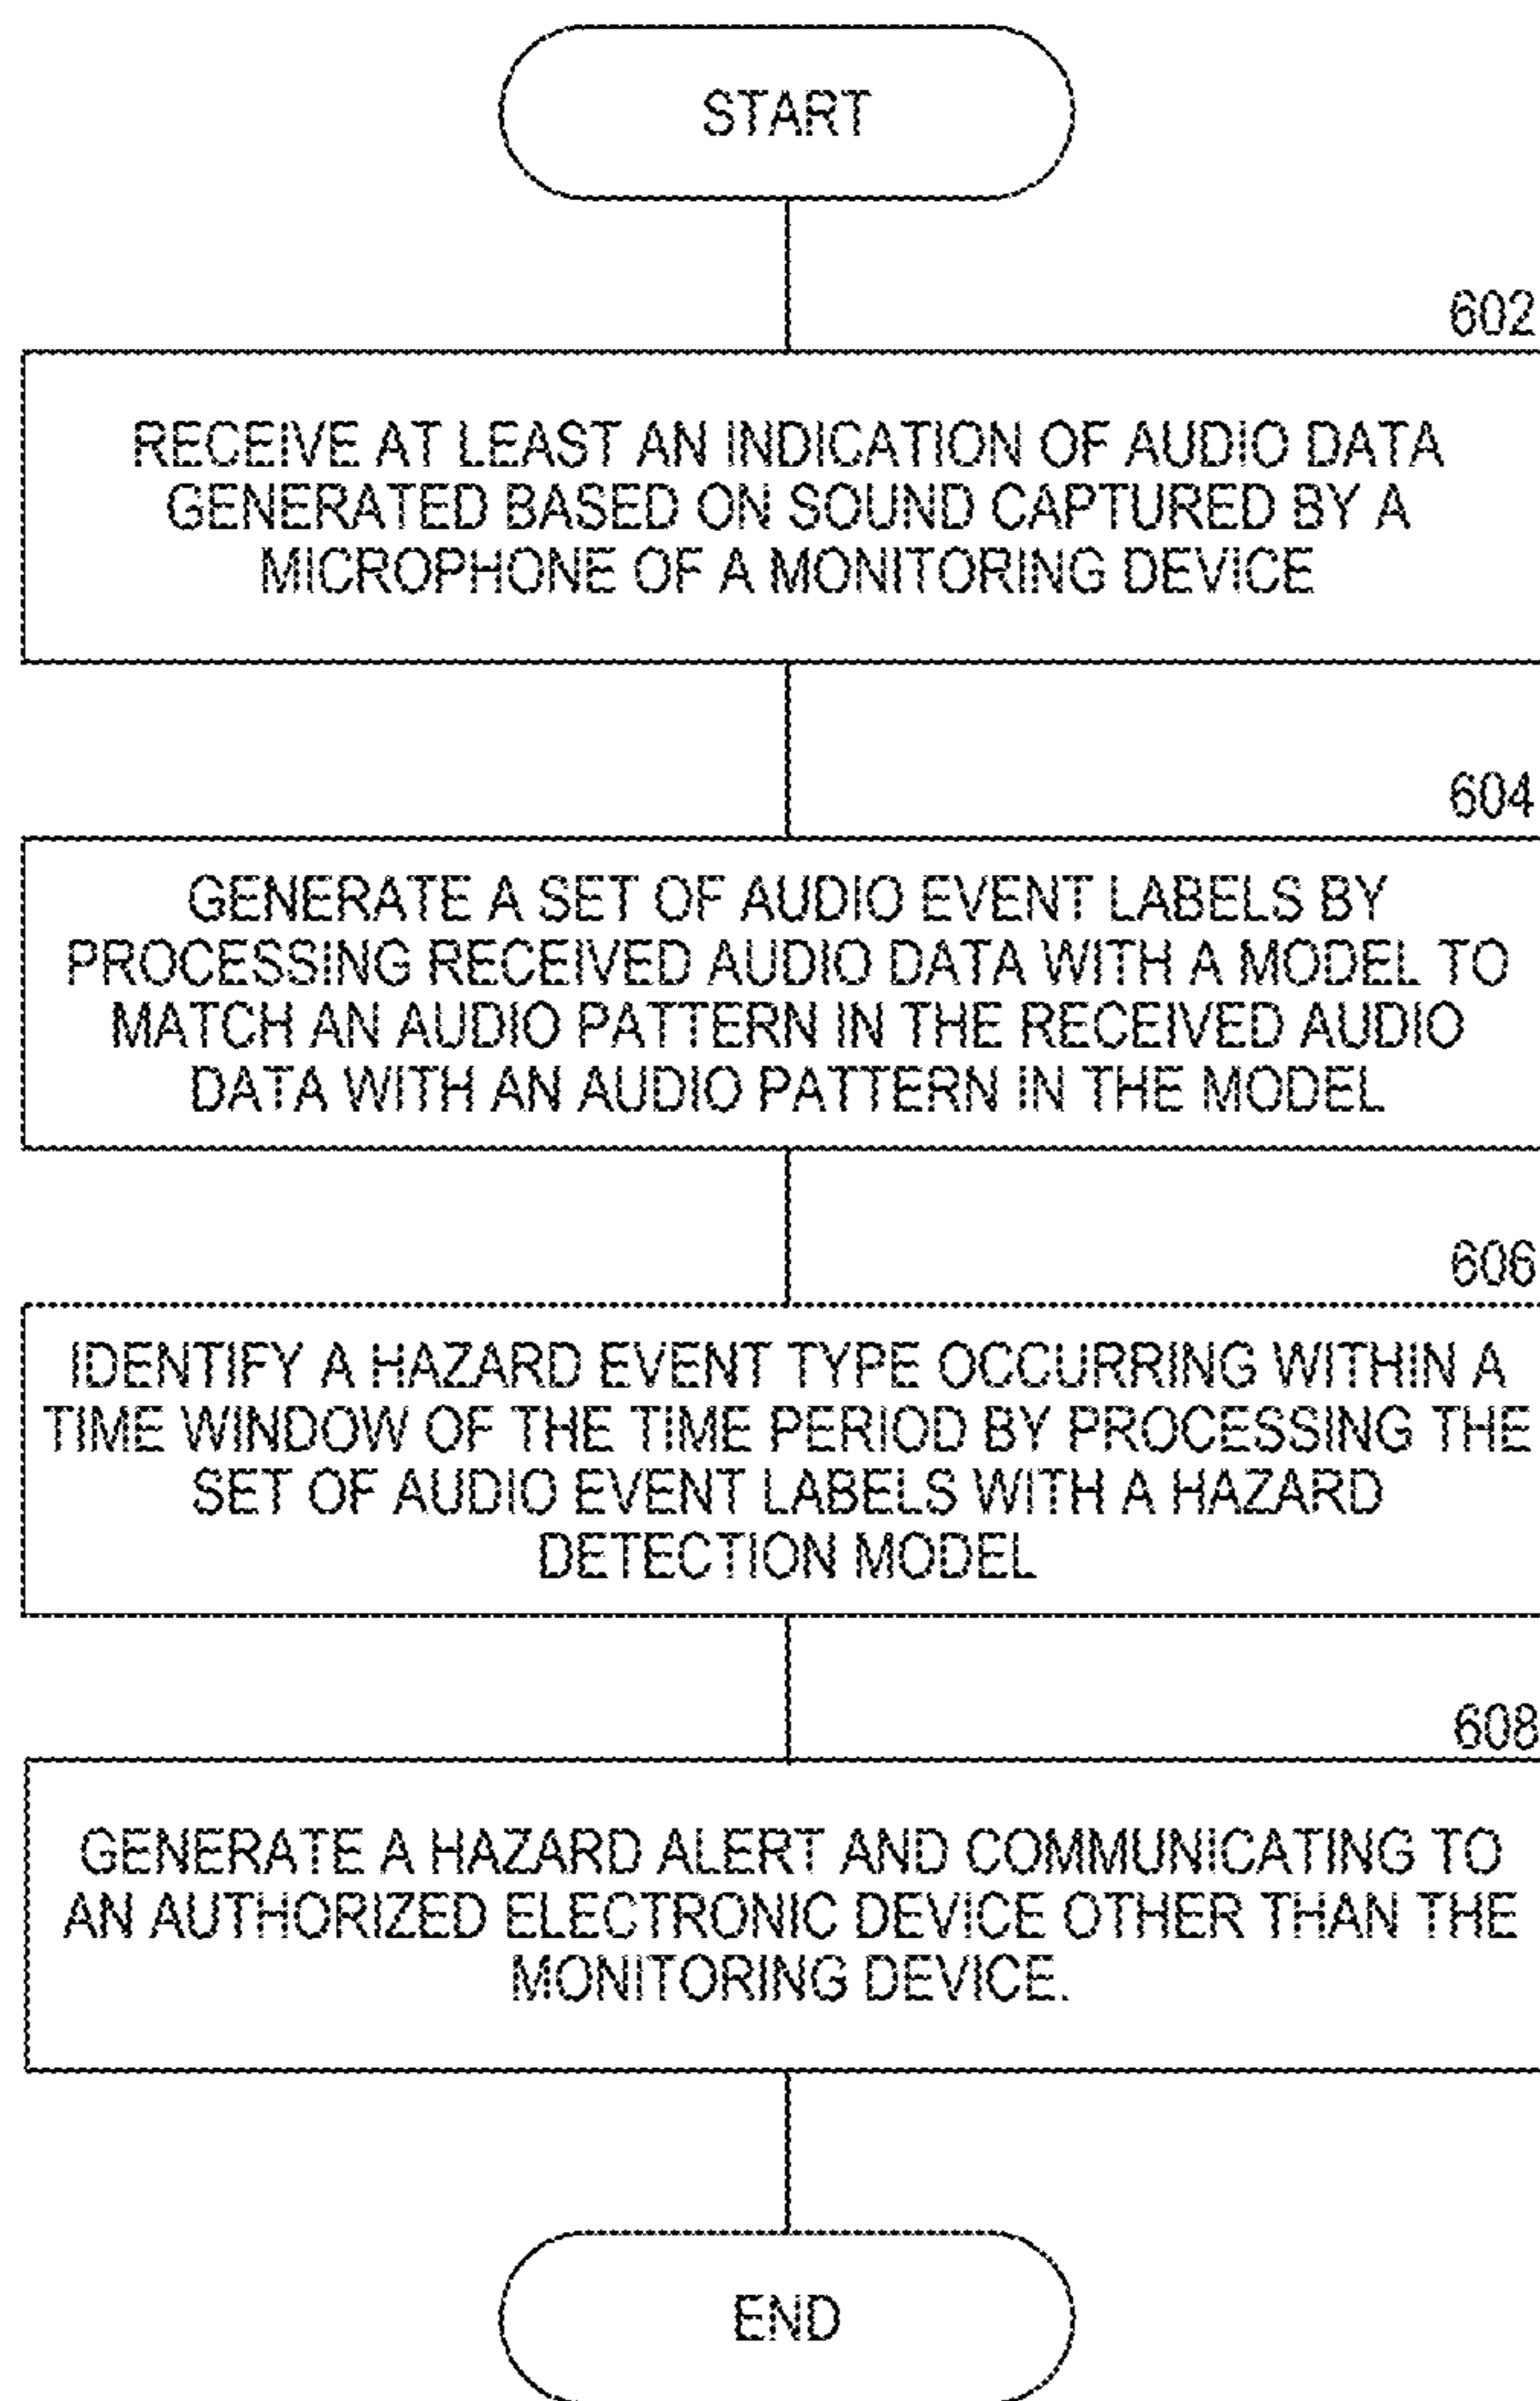 START
602
RECEIVE AT LEAST AN INDICATION OF AUDIO DATA
GENERATED BASED ON SOUND CAPTURED BY A
MICROPHONE OF A MONITORING DEVICE
604
GENERATE A SET OF AUDIO EVENT LABELS BY
PROCESSING RECEIVED AUDIO DATA WITH A MODEL TO
MATCH AN AUDIO PATTERN IN THE RECEIVED AUDIO
DATA WITH AN AUDIO PATTERN IN THE MODEL
606
IDENTIFY A HAZARD EVENT TYPE OCCURRING WITHIN A
TIME WINDOW OF THE TIME PERIOD BY PROCESSING THE
SET OF AUDIO EVENT LABELS WITH A HAZARD
DETECTION MODEL
608
GENERATE A HAZARD ALERT AND COMMUNICATING TO
AN AUTHORIZED ELECTRONIC DEVICE OTHER THAN THE
MONITORING DEVICE.
END